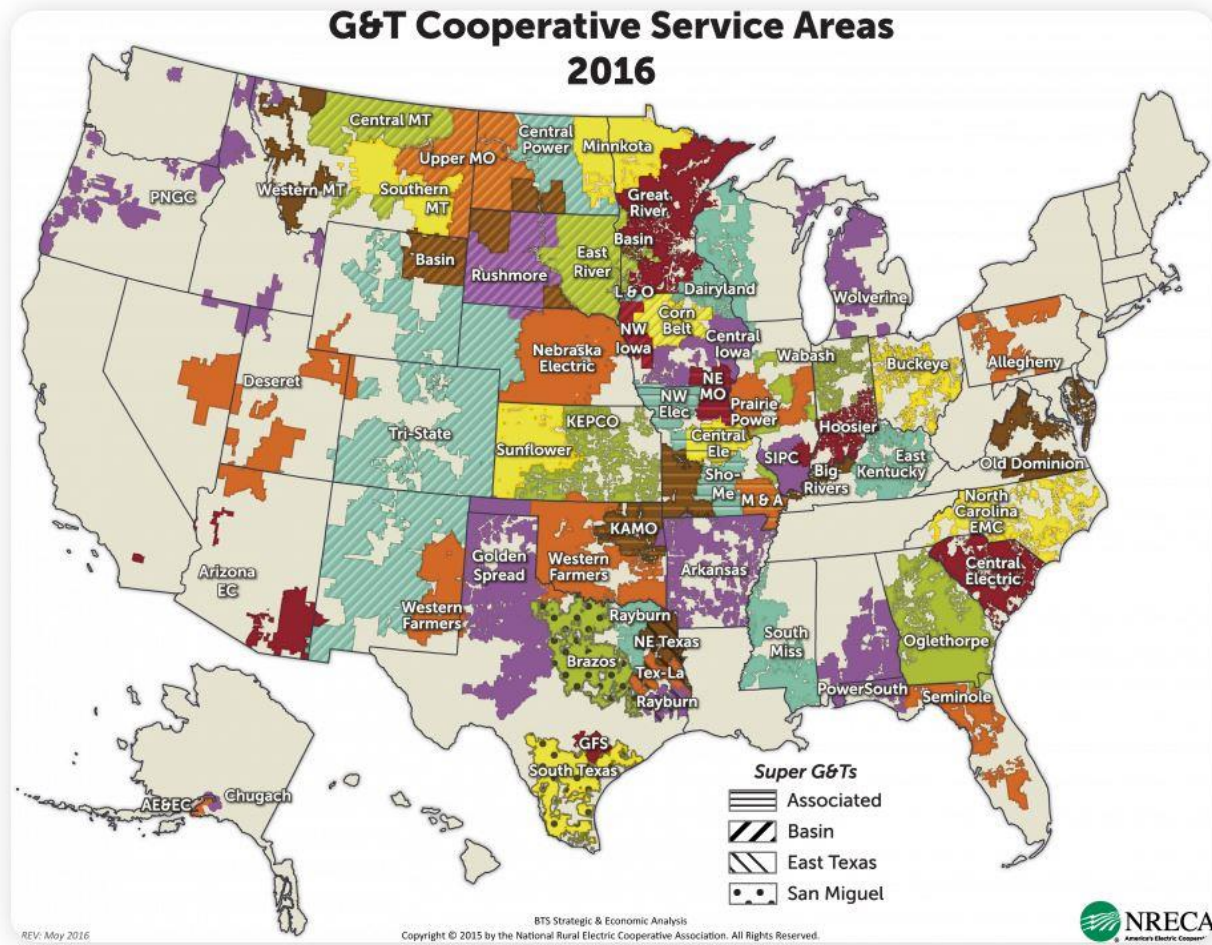 G&T Cooperative Service Areas
2016
Central MT
Upper MO
Central
Power
Minnkota
PNGC
Western MT
Southern
MT
Great
River
Basin
Basin
Rushmore
East
River
L & O
Dairyland
Wolverine
NW
Iowa
Corn
Belt
Central
Iowa
Nebraska
Electric
Wabash
Buckeye
Allegheny
Deseret
NE
MO
NW
Elec
Prairie
Power
Tri-State
KEPCO
Sunflower
Central
Ele
Hoosier
SIPC
East
Kentucky
Old Dominion
Big
Rivers
Sho-
Me
M & A
North
Carolina
EMC
KAMO
Golden
Spread
Western
Farmers
Arkansas
Central
Electric
Arizona
EC
Western
Farmers
Rayburn
NE Texas
Brazos
Tex-La
Rayburn
South
Miss
Oglethorpe
PowerSouth
Seminole
GFS
South Texas
AE&EC
Chugach
Super G&Ts
Associated
Basin
East Texas
San Miguel
REV: May 2016
BTS Strategic & Economic Analysis
Copyright © 2015 by the National Rural Electric Cooperative Association. All Rights Reserved.
NRECA
America's Electric Cooperat